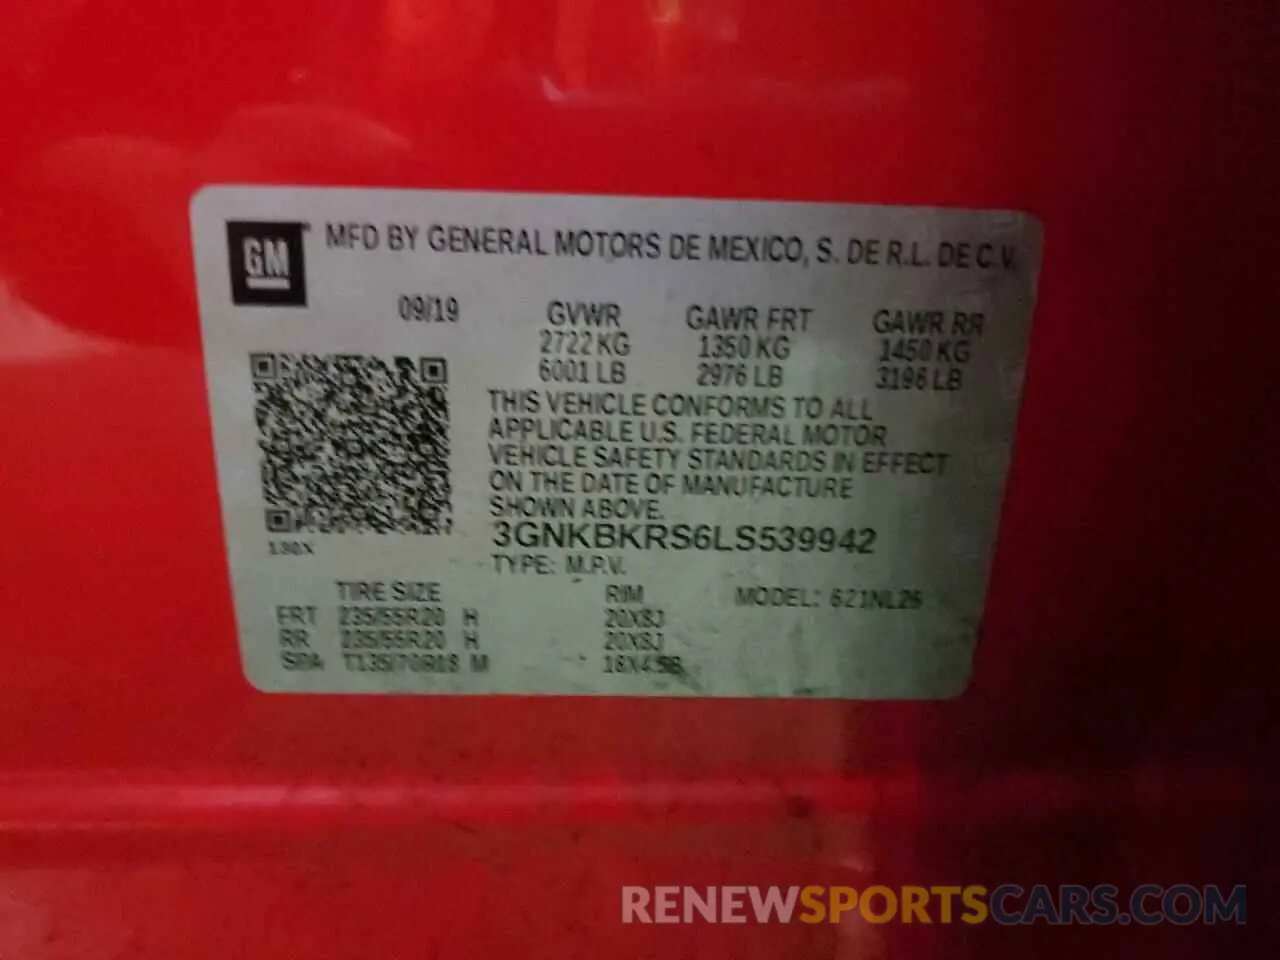 GM MFD BY GENERAL MOTORS DE MEXICO, S. DE R.L. DE C.V.
09/19 GVWR GAWR FRT GAWR RR
2722 KG 1350 KG 1450 KG
6001 LB 2976 LB 3196 LB
THIS VEHICLE CONFORMS TO ALL
APPLICABLE U.S. FEDERAL MOTOR
VEHICLE SAFETY STANDARDS IN EFFECT
ON THE DATE OF MANUFACTURE
SHOWN ABOVE.
3GNKBKRS6LS539942
TYPE: M.P.V.
TIRE SIZE RIM MODEL: 621NL26
FRT 235/55R20 H 20X8J
RR 235/55R20 H 20X8J
SPA T135/70R18 M 18X4.5B
RENEWSPORTSCARS.COM